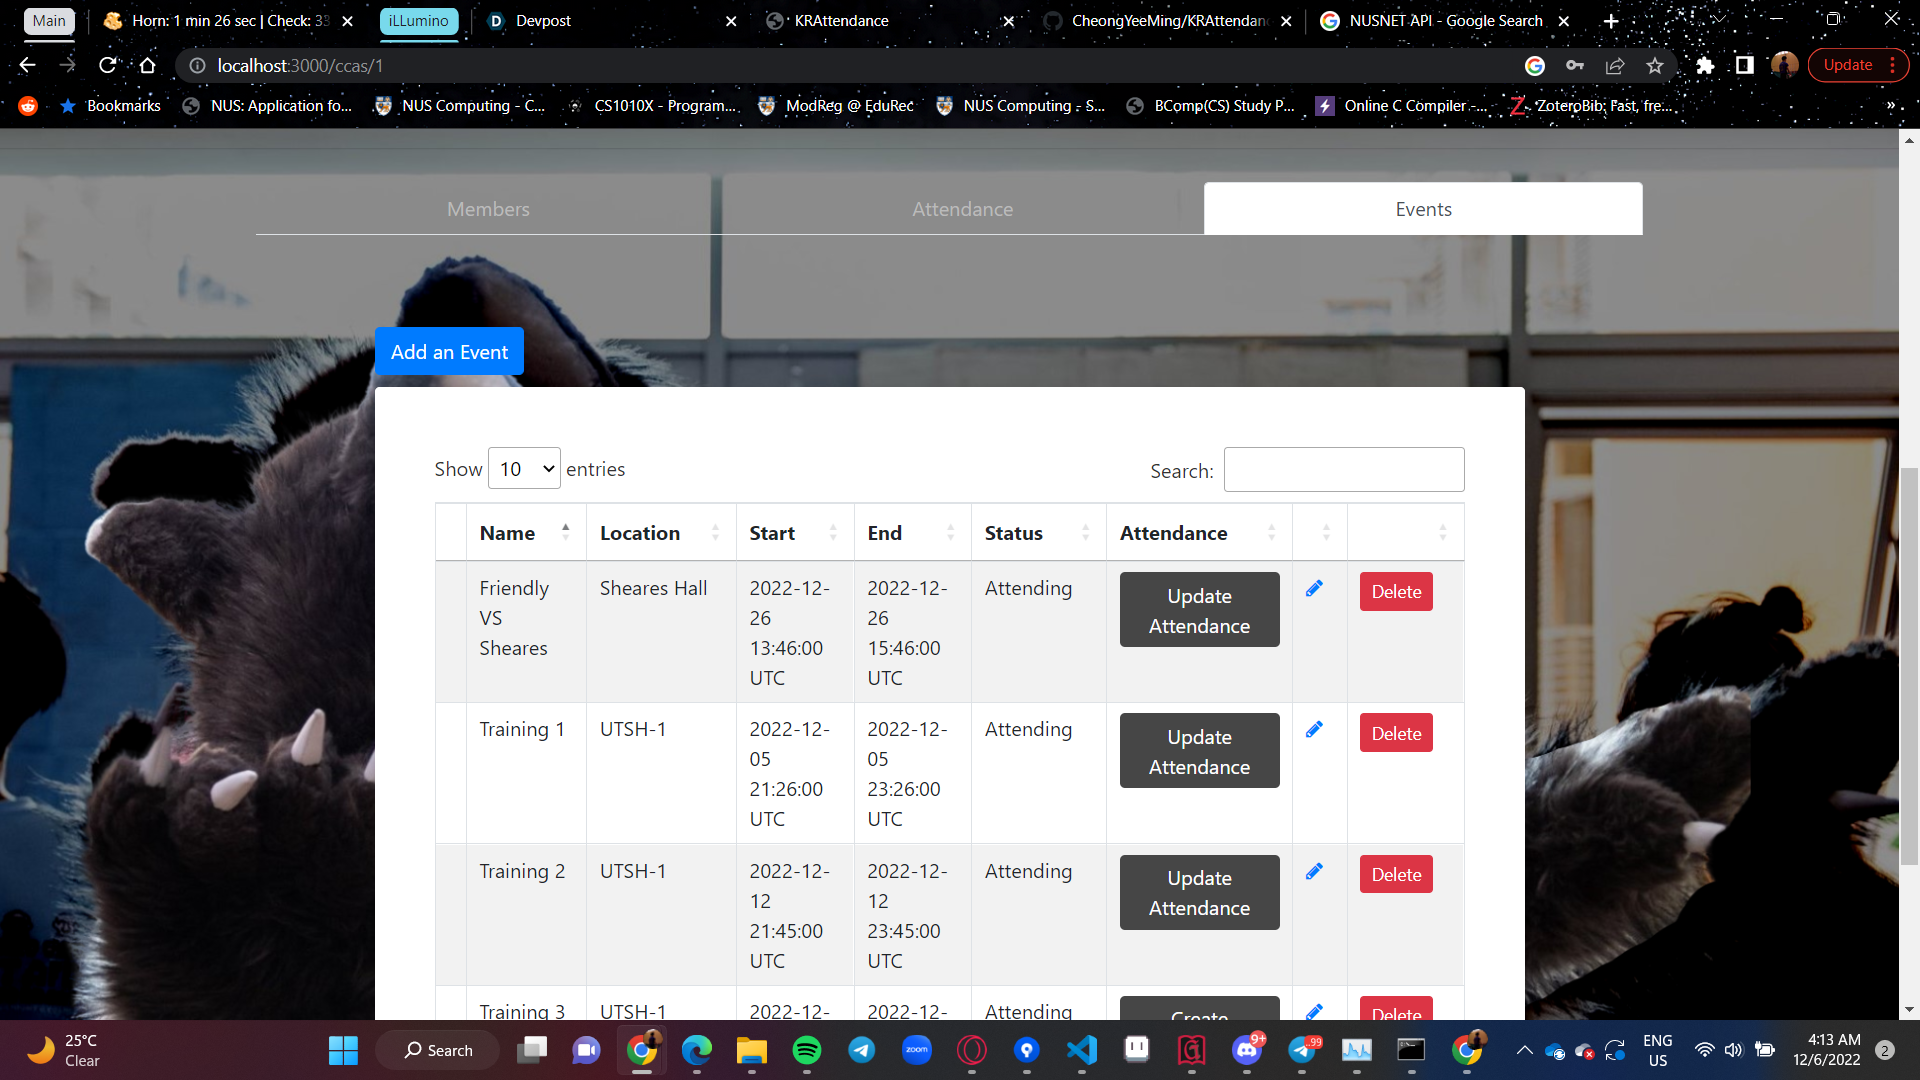 Main
Horn: 1 min 26 sec | Check: 33
iLLumino
Devpost
KRAttendance
CheongYeeMing/KRAttendanc
NUSNET API - Google Search
localhost:3000/ccas/1
Update
Bookmarks
NUS: Application fo...
NUS Computing - C...
CS1010X - Program...
ModReg @ EduRec
NUS Computing - S...
BComp(CS) Study P...
Online C Compiler -...
ZoteroBib: Fast, fre...
»
Members
Attendance
Events
Add an Event
Show 10 entries
Search:
Name Location Start End Status Attendance
Friendly VS Sheares
Sheares Hall
2022-12-
26
13:46:00
UTC
2022-12-
26
15:46:00
UTC
Attending
Update
Attendance
Delete
Training 1
UTSH-1
2022-12-
05
21:26:00
UTC
2022-12-
05
23:26:00
UTC
Attending
Update
Attendance
Delete
Training 2
UTSH-1
2022-12-
12
21:45:00
UTC
2022-12-
12
23:45:00
UTC
Attending
Update
Attendance
Delete
Training 3
UTSH-1
2022-12-
2022-12-
Attending
Create
Delete
25°C
Clear
Search
zoom
9+
99
ENG
US
4:13 AM
12/6/2022
2